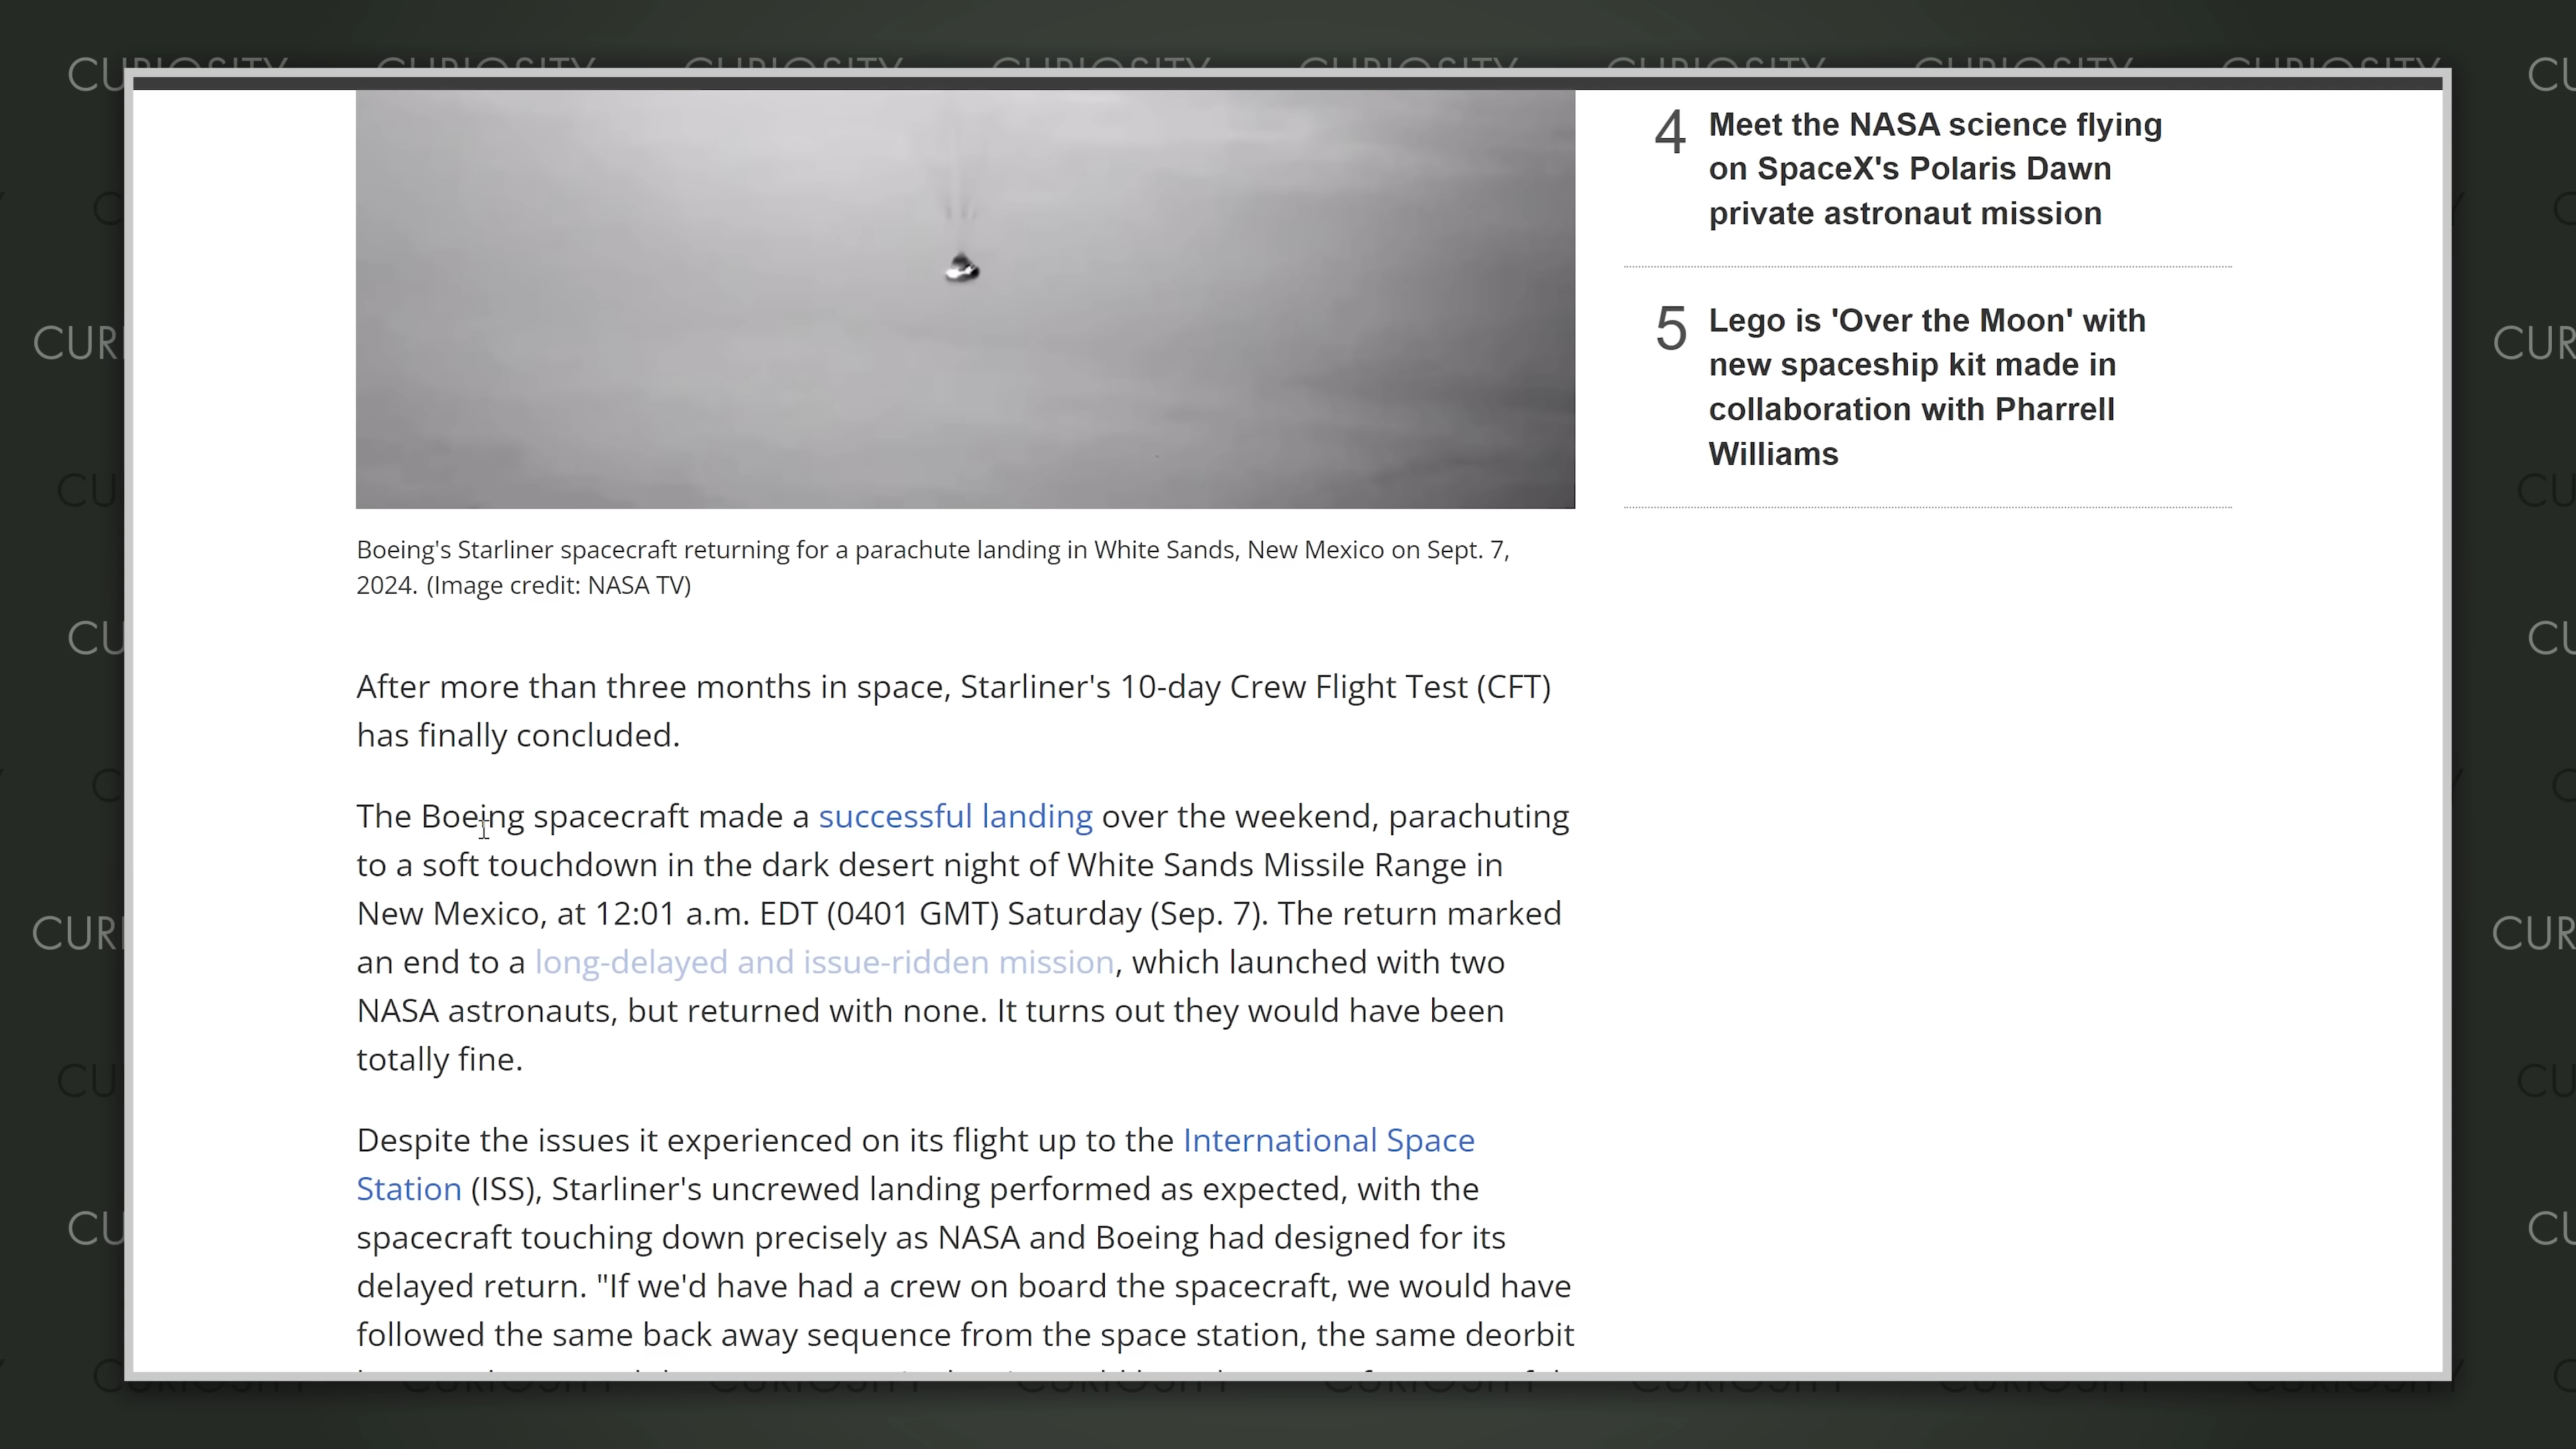 CURIOSITY CURIOSITY CURIOSITY CURIOSITY CURIOSITY CURIOSITY CURIOSITY
4 Meet the NASA science flying
on SpaceX's Polaris Dawn
private astronaut mission
5 Lego is 'Over the Moon' with
new spaceship kit made in
collaboration with Pharrell
Williams
Boeing's Starliner spacecraft returning for a parachute landing in White Sands, New Mexico on Sept. 7,
2024. (Image credit: NASA TV)
After more than three months in space, Starliner's 10-day Crew Flight Test (CFT)
has finally concluded.
The Boeing spacecraft made a successful landing over the weekend, parachuting
to a soft touchdown in the dark desert night of White Sands Missile Range in
New Mexico, at 12:01 a.m. EDT (0401 GMT) Saturday (Sep. 7). The return marked
an end to a long-delayed and issue-ridden mission, which launched with two
NASA astronauts, but returned with none. It turns out they would have been
totally fine.
Despite the issues it experienced on its flight up to the International Space
Station (ISS), Starliner's uncrewed landing performed as expected, with the
spacecraft touching down precisely as NASA and Boeing had designed for its
delayed return. "If we'd have had a crew on board the spacecraft, we would have
followed the same back away sequence from the space station, the same deorbit